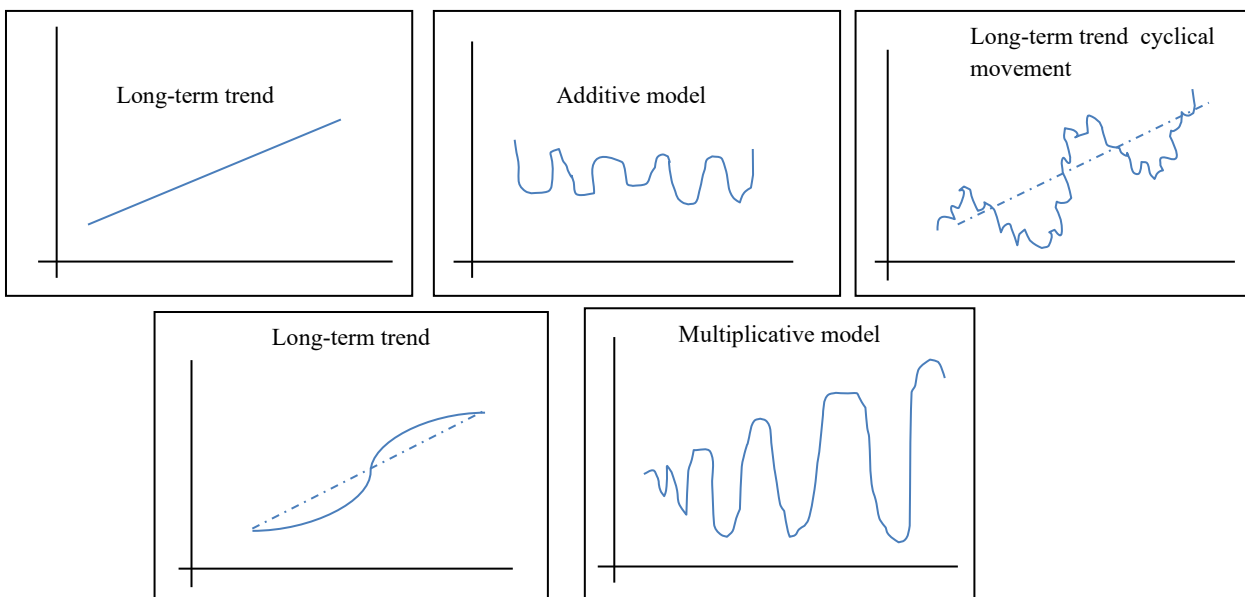 Long-term trend
Additive model
Long-term trend  cyclical
movement
Long-term trend
Multiplicative model